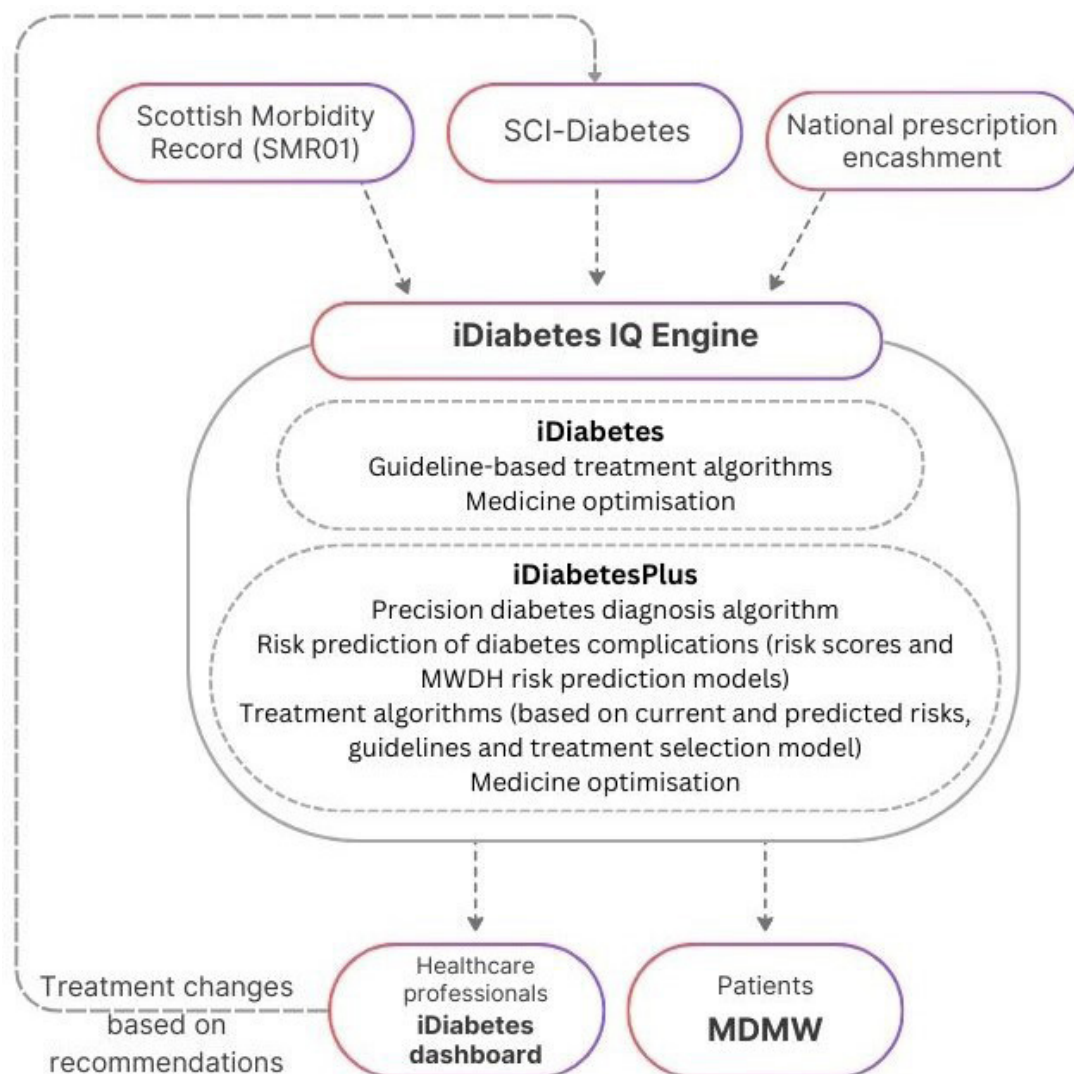 Scottish Morbidity
Record (SMR01)
SCI-Diabetes
National prescription
encashment
iDiabetes IQ Engine
iDiabetes
Guideline-based treatment algorithms
Medicine optimisation
iDiabetesPlus
Precision diabetes diagnosis algorithm
Risk prediction of diabetes complications (risk scores and
MWDH risk prediction models)
Treatment algorithms (based on current and predicted risks,
guidelines and treatment selection model)
Medicine optimisation
Treatment changes
based on
recommendations
Healthcare
professionals
iDiabetes
dashboard
Patients
MDMW